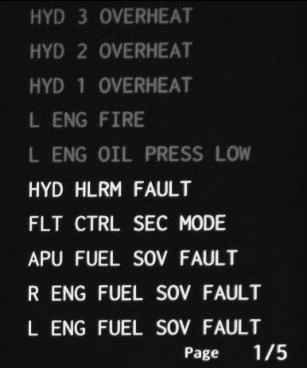 HYD 3 OVERHEAT
HYD 2 OVERHEAT
HYD 1 OVERHEAT
L ENG FIRE
L ENG OIL PRESS LOW
HYD HLRM FAULT
FLT CTRL SEC MODE
APU FUEL SOV FAULT
R ENG FUEL SOV FAULT
L ENG FUEL SOV FAULT
Page 1/5